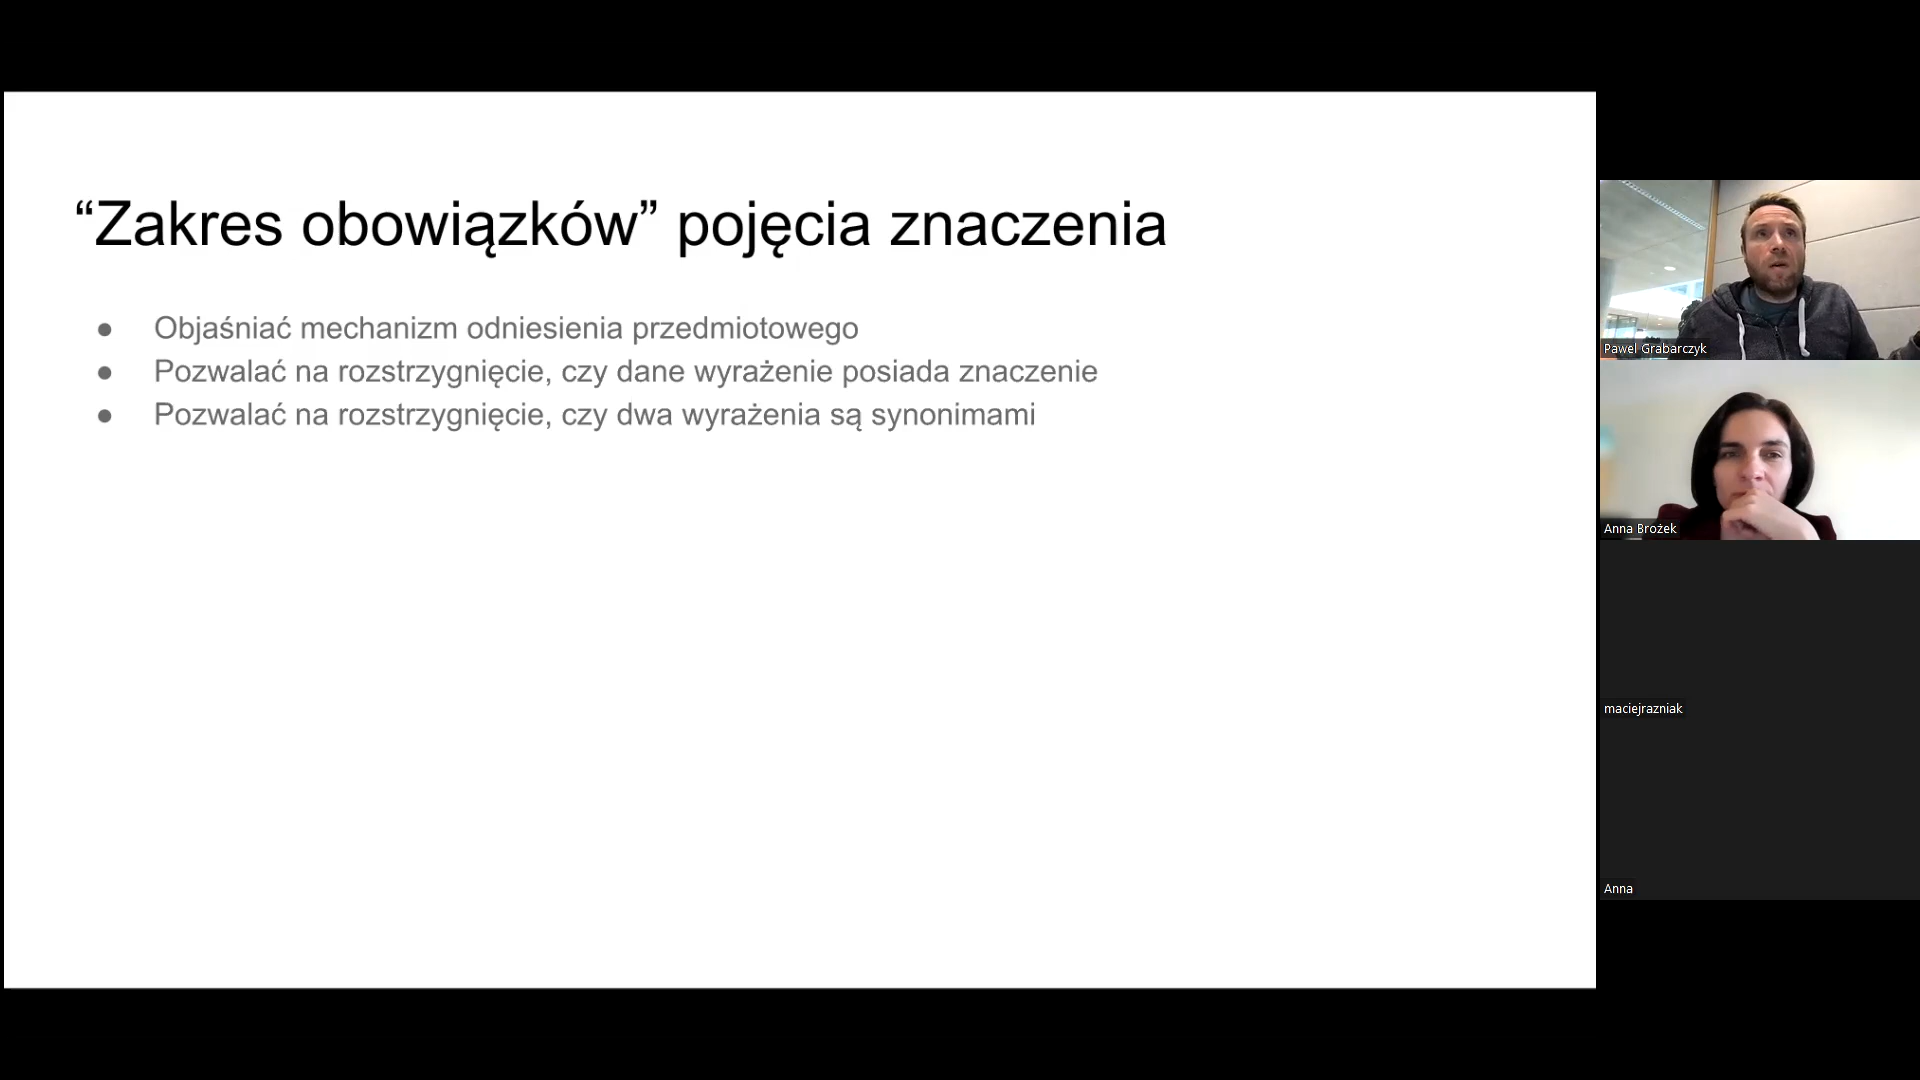 “Zakres obowiązków” pojęcia znaczenia
● Objaśniać mechanizm odniesienia przedmiotowego
● Pozwalać na rozstrzygnięcie, czy dane wyrażenie posiada znaczenie
● Pozwalać na rozstrzygnięcie, czy dwa wyrażenia są synonimami
Pawel Grabarczyk
Anna Brożek
maciejrazniak
Anna